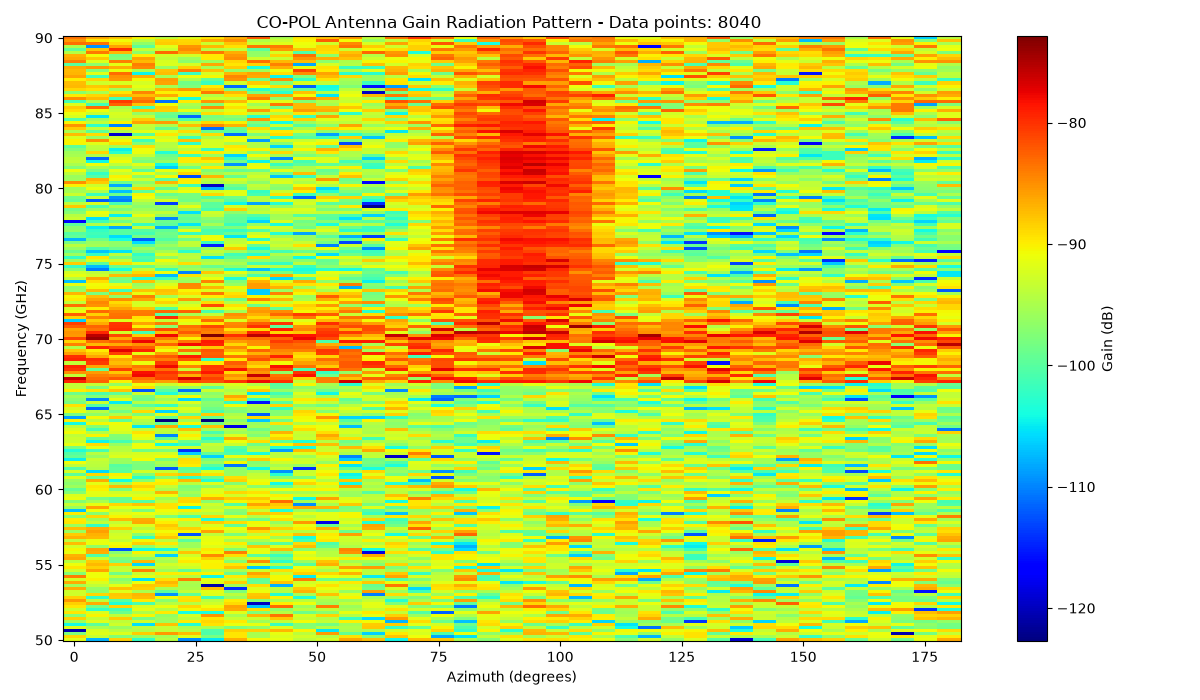 CO-POL Antenna Gain Radiation Pattern - Data points: 8040
90
85
80
75
70
65
60
55
50
Frequency (GHz)
0 25 50 75 100 125 150 175
Azimuth (degrees)
−80
−90
−100
−110
−120
Gain (dB)